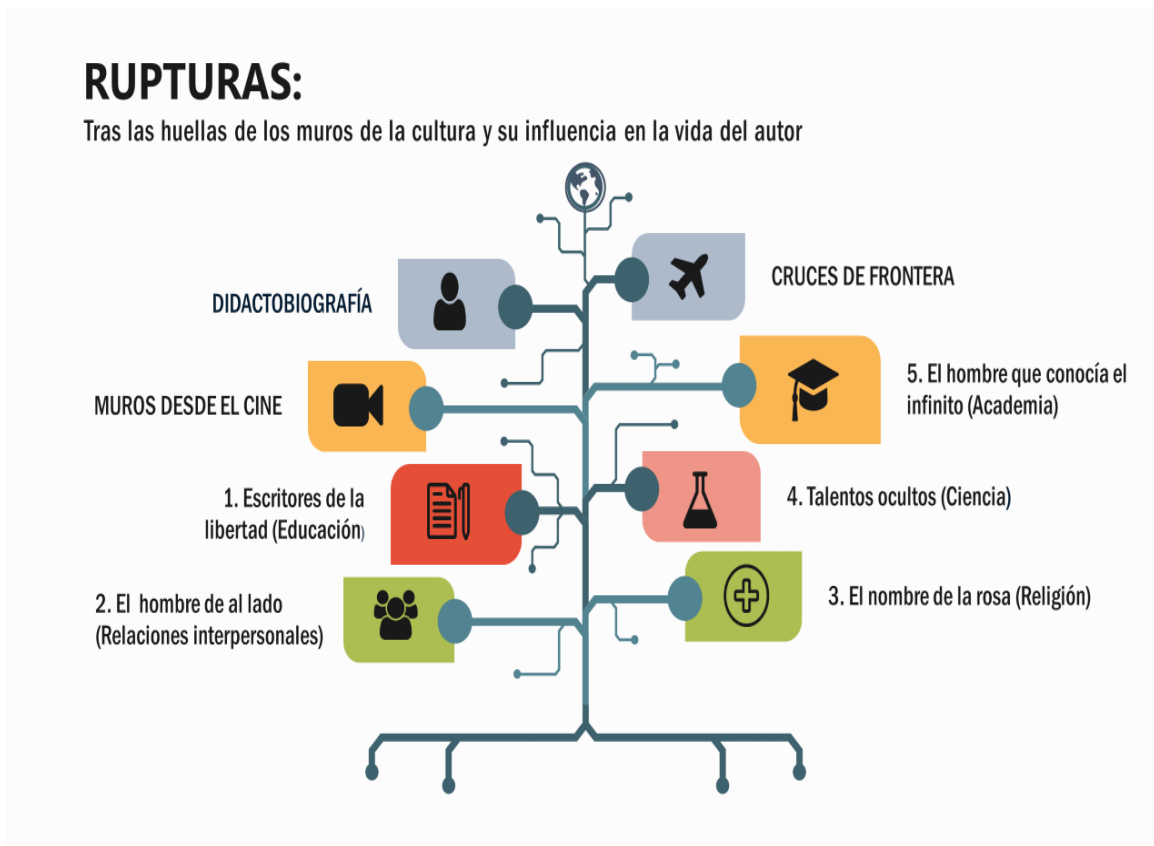 RUPTURAS:
Tras las huellas de los muros de la cultura y su influencia en la vida del autor
DIDACTOBIOGRAFÍA
CRUCES DE FRONTERA
MUROS DESDE EL CINE
5. El hombre que conocía el
infinito (Academia)
1. Escritores de la
libertad (Educación)
4. Talentos ocultos (Ciencia)
2. El hombre de al lado
(Relaciones interpersonales)
3. El nombre de la rosa (Religión)